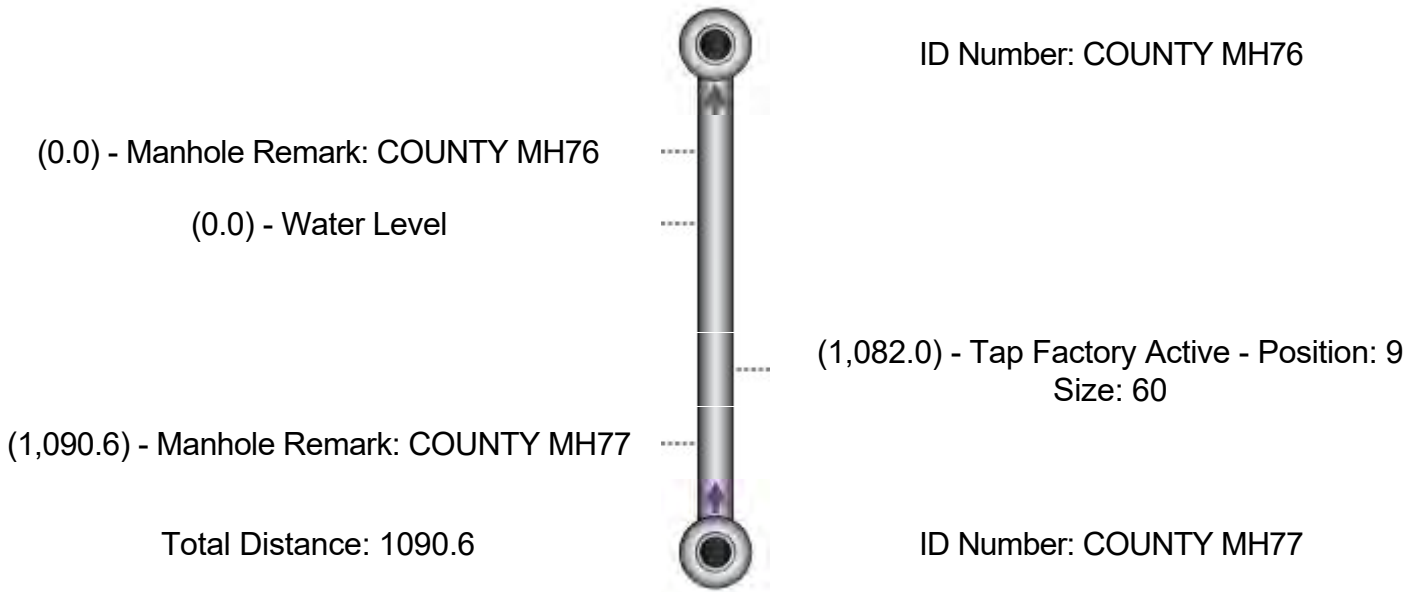 ID Number: COUNTY MH76
(0.0) - Manhole Remark: COUNTY MH76
(0.0) - Water Level
(1,082.0) - Tap Factory Active - Position: 9
Size: 60
(1,090.6) - Manhole Remark: COUNTY MH77
Total Distance: 1090.6
ID Number: COUNTY MH77